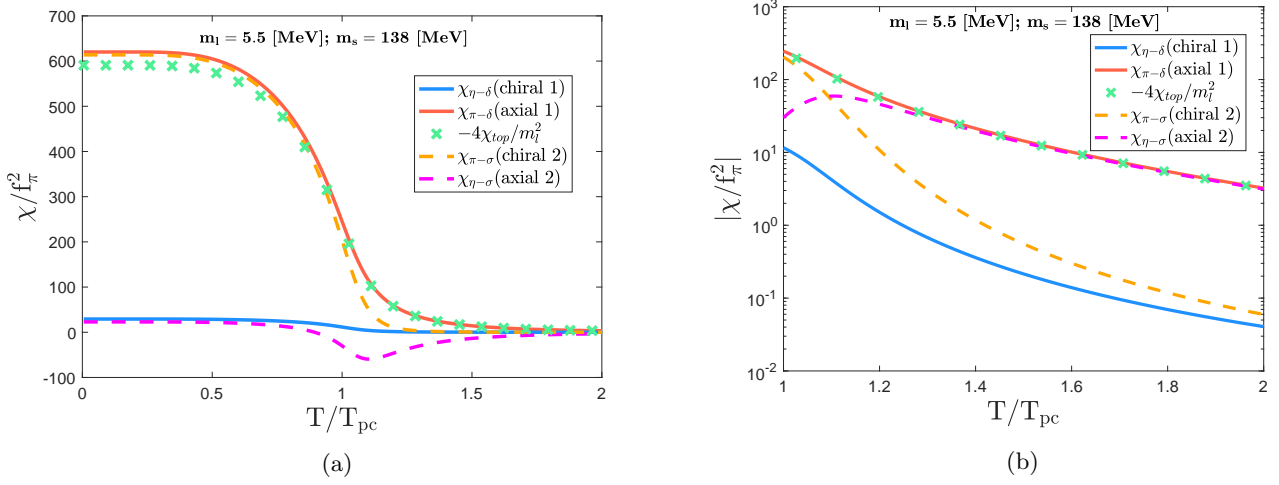 m_l = 5.5 [MeV]; m_s = 138 [MeV]
700
600
500
400
300
200
100
0
-100
χ/f_π^2
χ_{η−δ}(chiral 1)
χ_{π−δ}(axial 1)
−4χ_{top}/m_l^2
χ_{π−σ}(chiral 2)
χ_{η−σ}(axial 2)
0
0.5
1
1.5
2
T/T_pc
(a)
m_l = 5.5 [MeV]; m_s = 138 [MeV]
10^3
10^2
10^1
10^0
10^{-1}
10^{-2}
|χ/f_π^2|
χ_{η−δ}(chiral 1)
χ_{π−δ}(axial 1)
−4χ_{top}/m_l^2
χ_{π−σ}(chiral 2)
χ_{η−σ}(axial 2)
1
1.2
1.4
1.6
1.8
2
T/T_pc
(b)